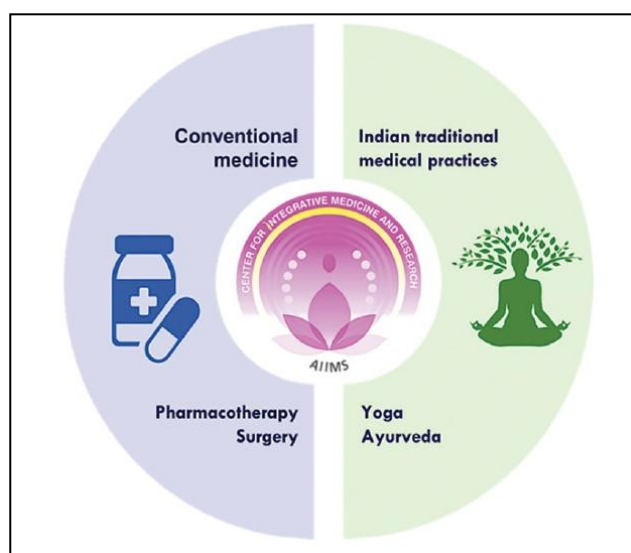 Conventional
medicine
Indian traditional
medical practices
CENTER FOR INTEGRATIVE MEDICINE AND RESEARCH
AIIMS
Pharmacotherapy
Surgery
Yoga
Ayurveda